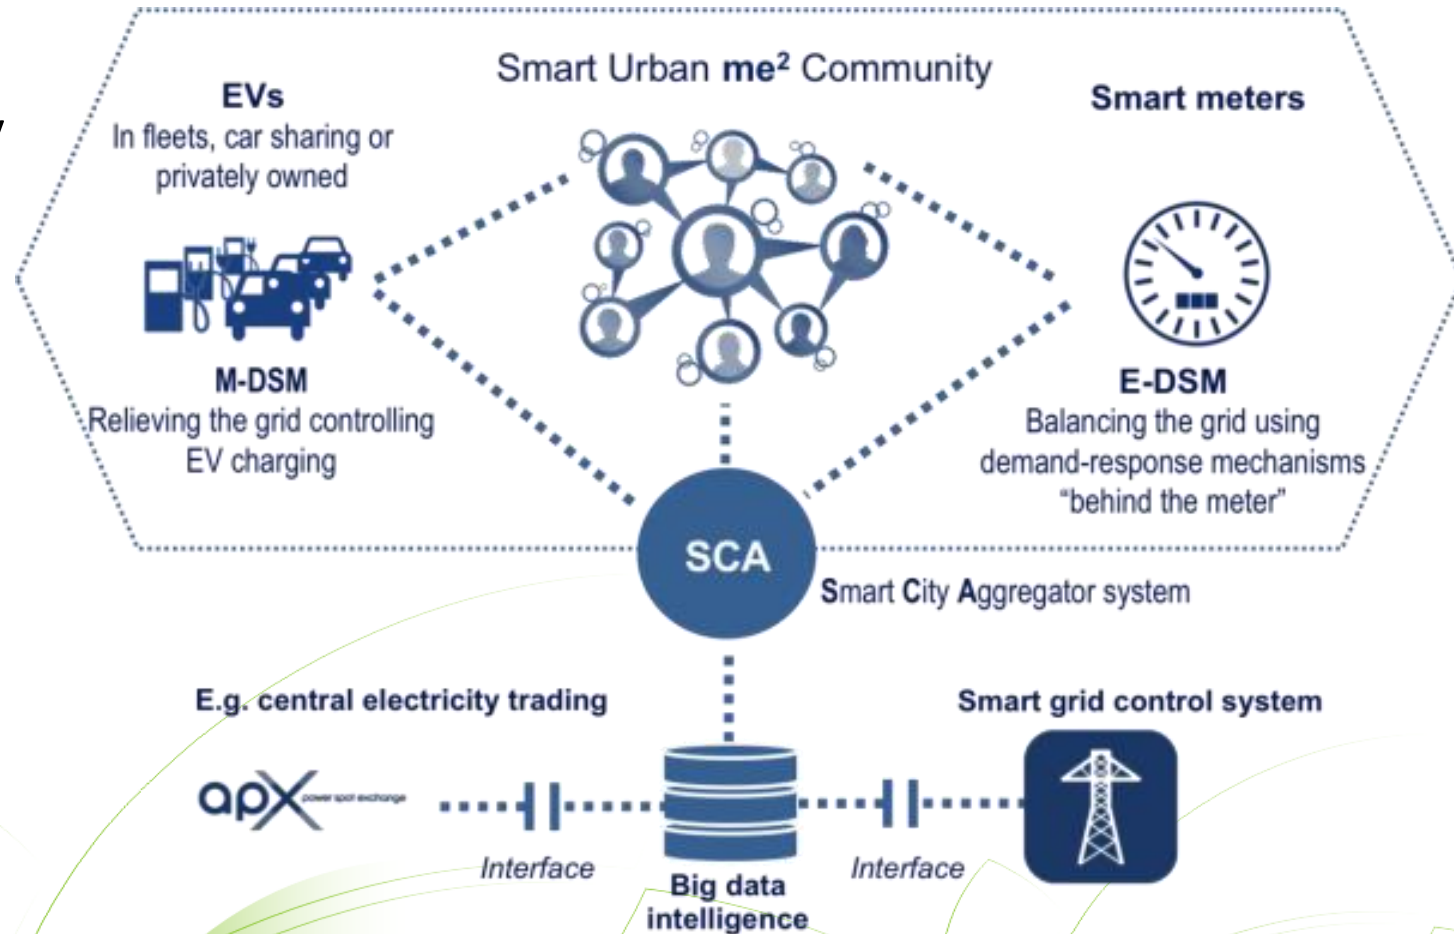 Smart Urban me² Community
EVs
In fleets, car sharing or
privately owned
Smart meters
M-DSM
Relieving the grid controlling
EV charging
E-DSM
Balancing the grid using
demand-response mechanisms
“behind the meter”
SCA
Smart City Aggregator system
E.g. central electricity trading
Smart grid control system
apx power spot exchange
Interface
Interface
Big data
intelligence